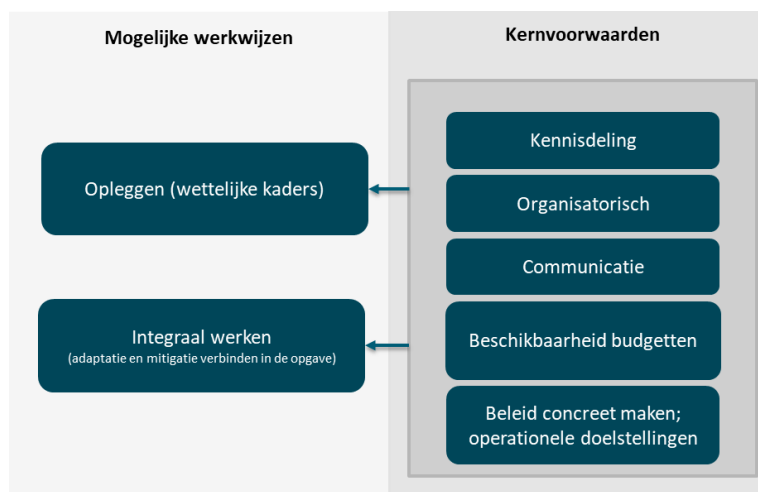 Mogelijke werkwijzen
Opleggen (wettelijke kaders)
Integraal werken
(adaptatie en mitigatie verbinden in de opgave)
Kernvoorwaarden
Kennisdeling
Organisatorisch
Communicatie
Beschikbaarheid budgetten
Beleid concreet maken;
operationele doelstellingen